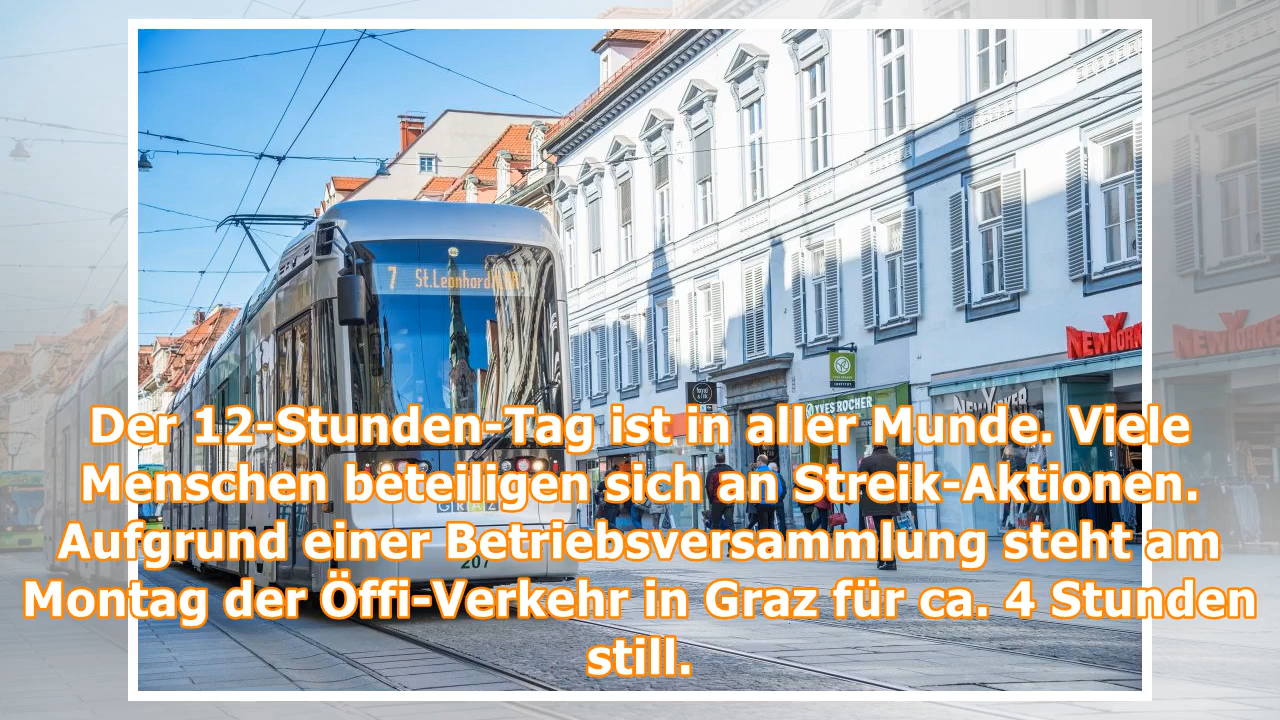 7 St.Leonhard
NEW YORKER
YVES ROCHER
Der 12-Stunden-Tag ist in aller Munde. Viele
Menschen beteiligen sich an Streik-Aktionen.
Aufgrund einer Betriebsversammlung steht am
Montag der Öffi-Verkehr in Graz für ca. 4 Stunden
still.
GRAZ
207